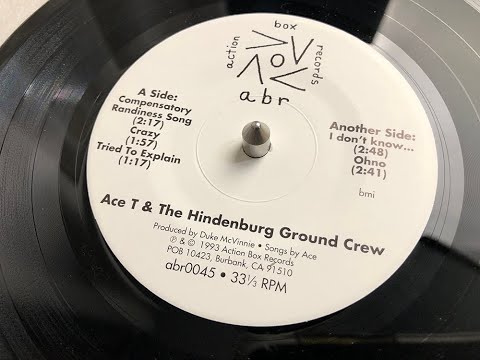 action box records
abr
A Side:
Compensatory
Randiness Song
(2:17)
Crazy
(1:57)
Tried To Explain
(1:17)
Another Side:
I don't know...
(2:48)
Ohno
(2:41)
bmi
Ace T & The Hindenburg Ground Crew
Produced by Duke McVinnie • Songs by Ace
℗ & © 1993 Action Box Records
POB 10423, Burbank, CA 91510
abr0045 • 33⅓ RPM